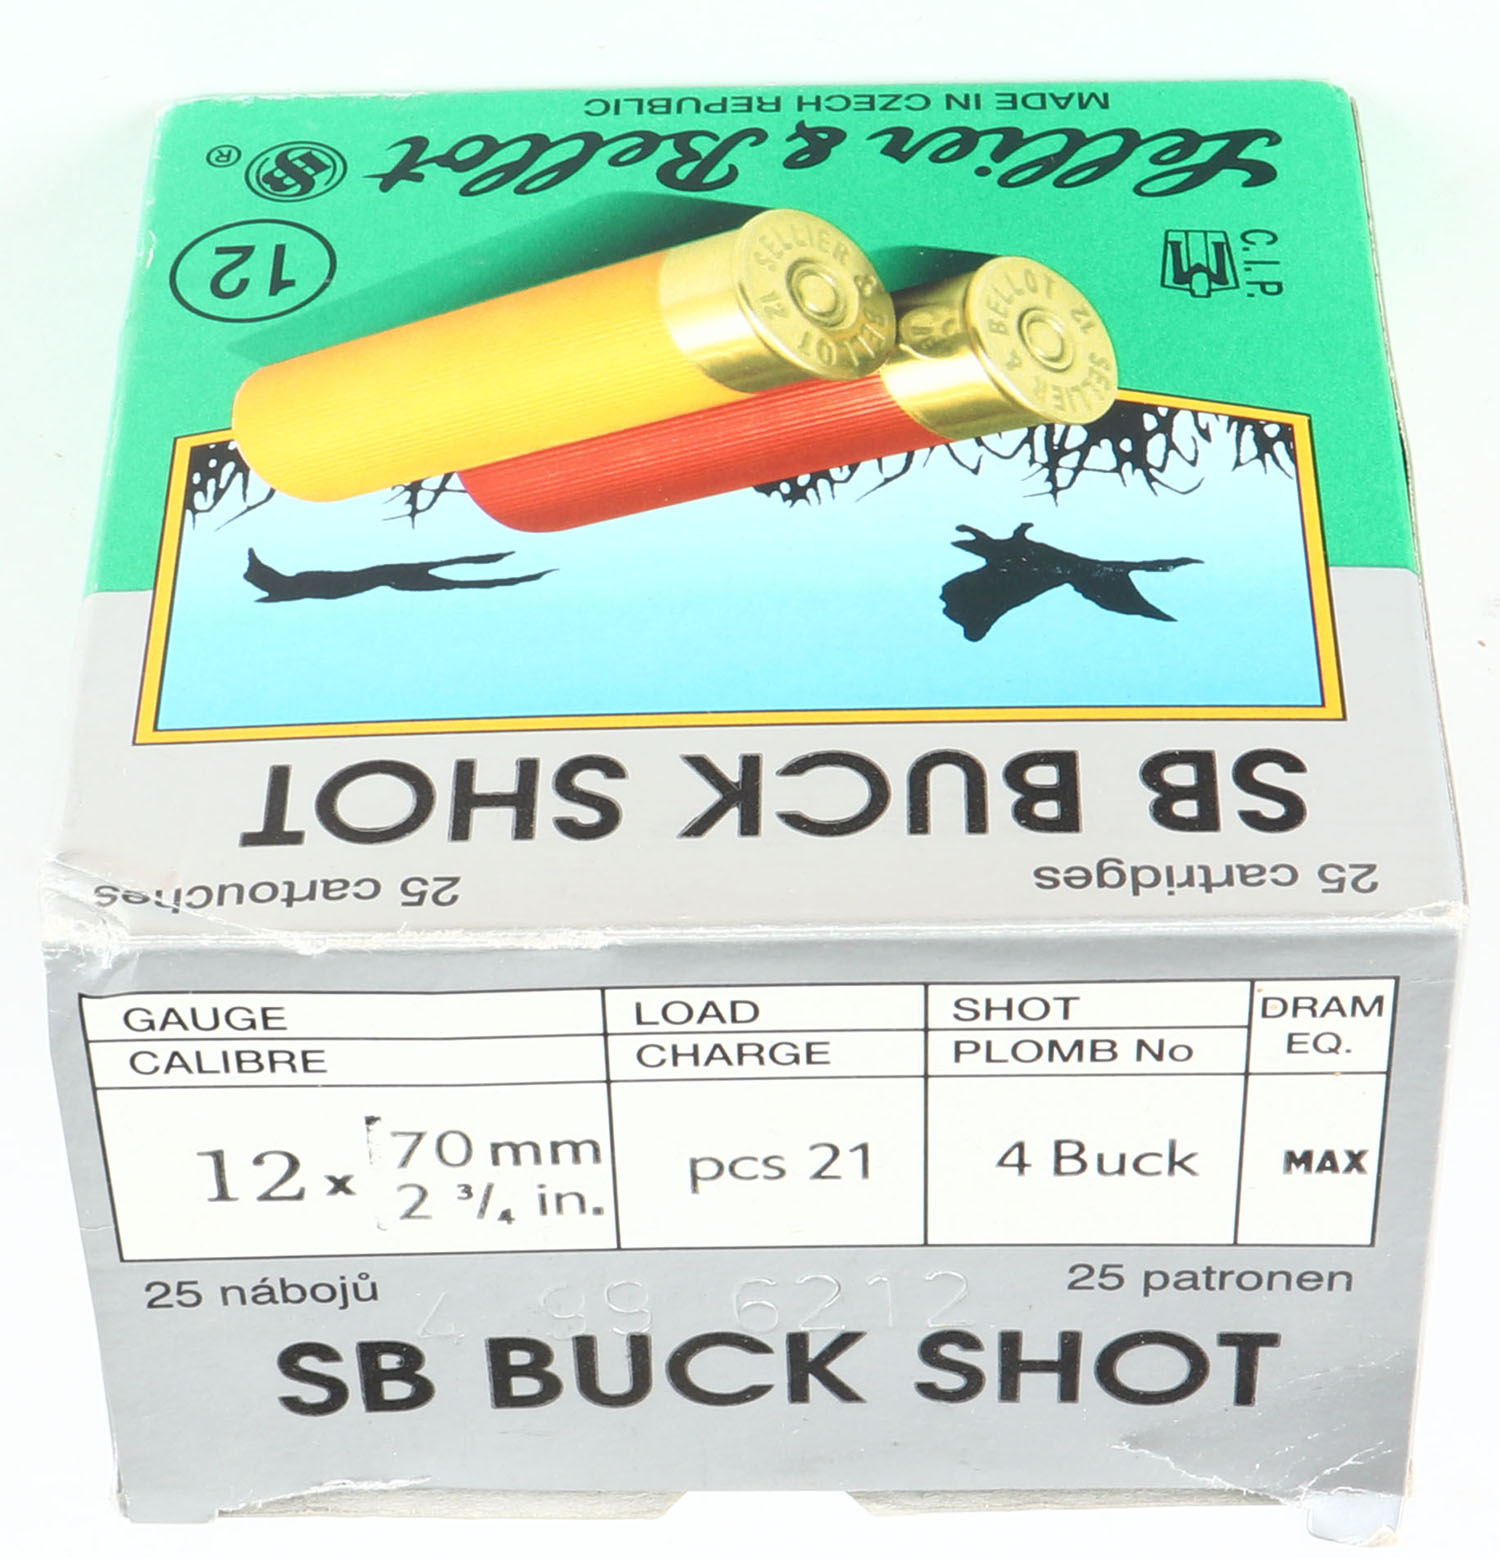 MADE IN CZECH REPUBLIC
Sellier & Bellot SB ®
C.I.P.
12
SELLIER & BELLOT 12
SELLIER & BELLOT 12
SB BUCK SHOT
25 cartridges 25 cartouches
GAUGE LOAD SHOT DRAM
CALIBRE CHARGE PLOMB No EQ.
12 x 70 mm pcs 21 4 Buck MAX
2 3/4 in.
25 nábojů 25 patronen
4 99 6212
SB BUCK SHOT